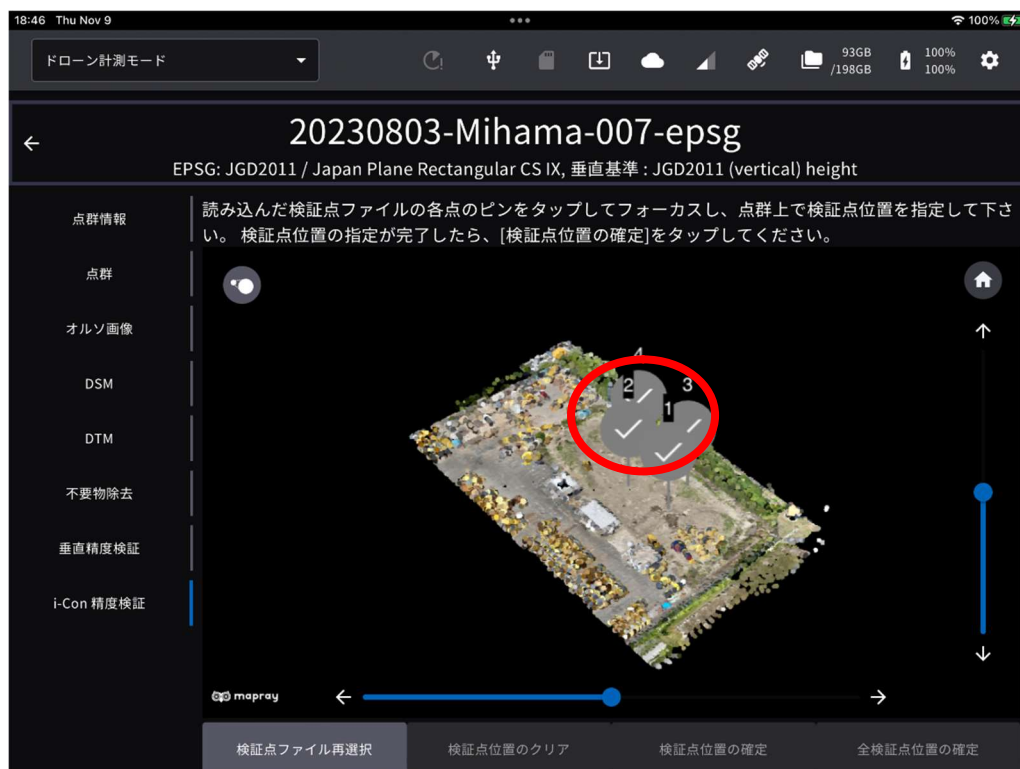 18:46 Thu Nov 9
100%
ドローン計測モード
93GB
/198GB
100%
100%
20230803-Mihama-007-epsg
EPSG: JGD2011 / Japan Plane Rectangular CS IX, 垂直基準 : JGD2011 (vertical) height
点群情報
点群
オルソ画像
DSM
DTM
不要物除去
垂直精度検証
i-Con 精度検証
読み込んだ検証点ファイルの各点のピンをタップしてフォーカスし、点群上で検証点位置を指定して下さ
い。 検証点位置の指定が完了したら、[検証点位置の確定]をタップしてください。
4
2
3
1
mapray
検証点ファイル再選択
検証点位置のクリア
検証点位置の確定
全検証点位置の確定